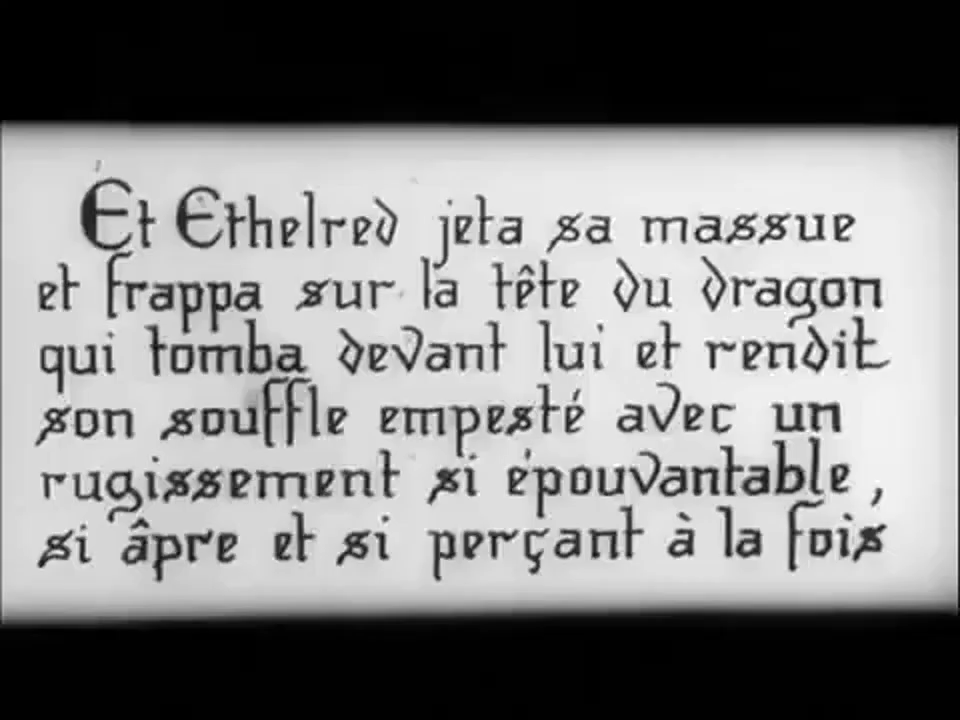 Et Ethelred jeta sa massue
et frappa sur la tête du dragon
qui tomba devant lui et rendit
son souffle empesté avec un
rugissement si épouvantable,
si âpre et si perçant à la fois